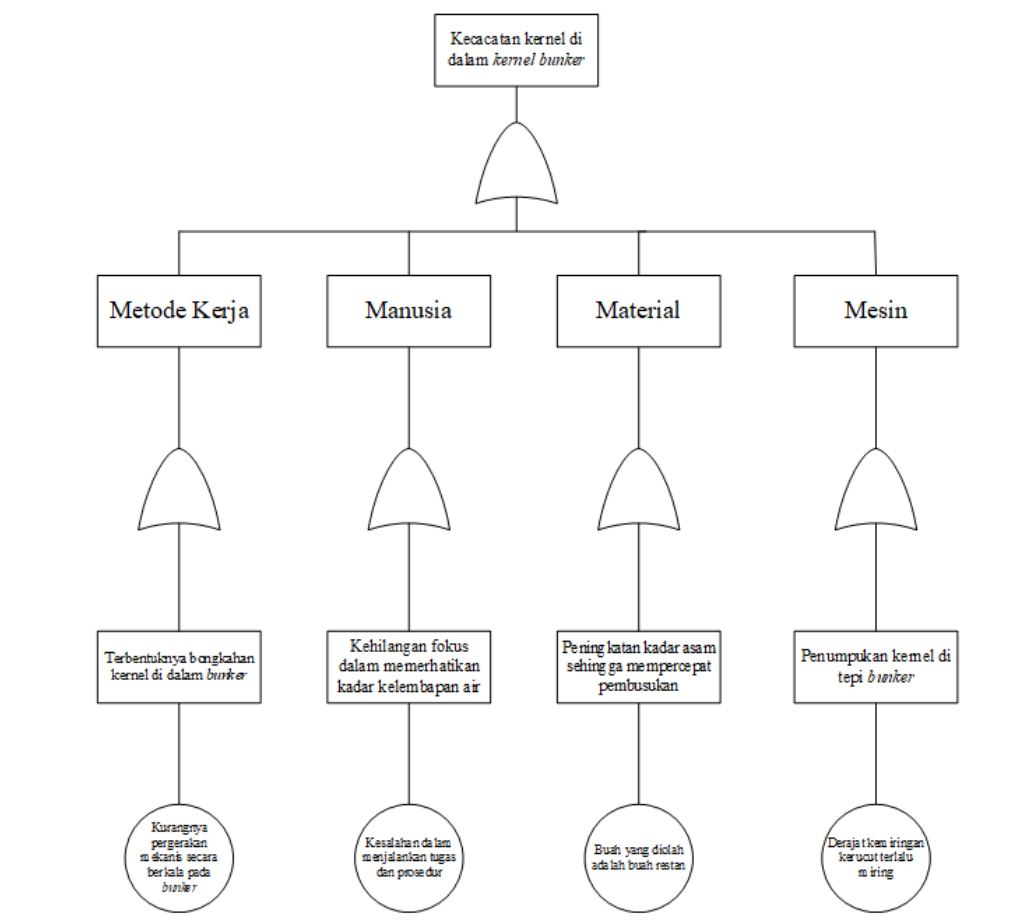 Kecacatan kernel di
dalam kernel bunker
Metode Kerja
Manusia
Material
Mesin
Terbentuknya bongkahan
kernel di dalam bunker
Kehilangan fokus
dalam memerhatikan
kadar kelembapan air
Peningkatan kadar asam
sehingga mempercepat
pembusukan
Penumpukan kernel di
tepi bunker
Kurangnya
pergerakan
mekanis secara
berkala pada
bunker
Kesalahan dalam
menjalankan tugas
dan prosedur
Buah yang diolah
adalah buah restan
Derajat kemiringan
kerucut terlalu
miring